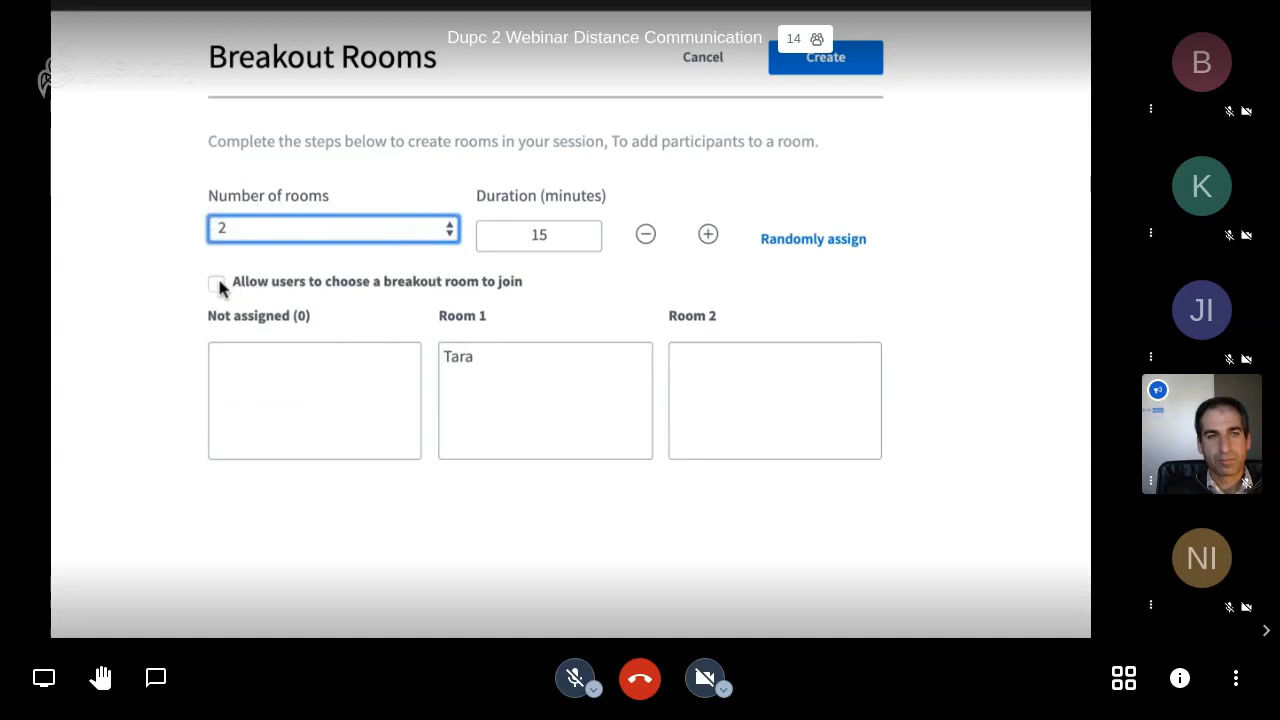 Dupc 2 Webinar Distance Communication
14
Breakout Rooms
Cancel
Create
Complete the steps below to create rooms in your session, To add participants to a room.
Number of rooms
Duration (minutes)
2
15
Randomly assign
Allow users to choose a breakout room to join
Not assigned (0)
Room 1
Room 2
Tara
B
K
JI
NI